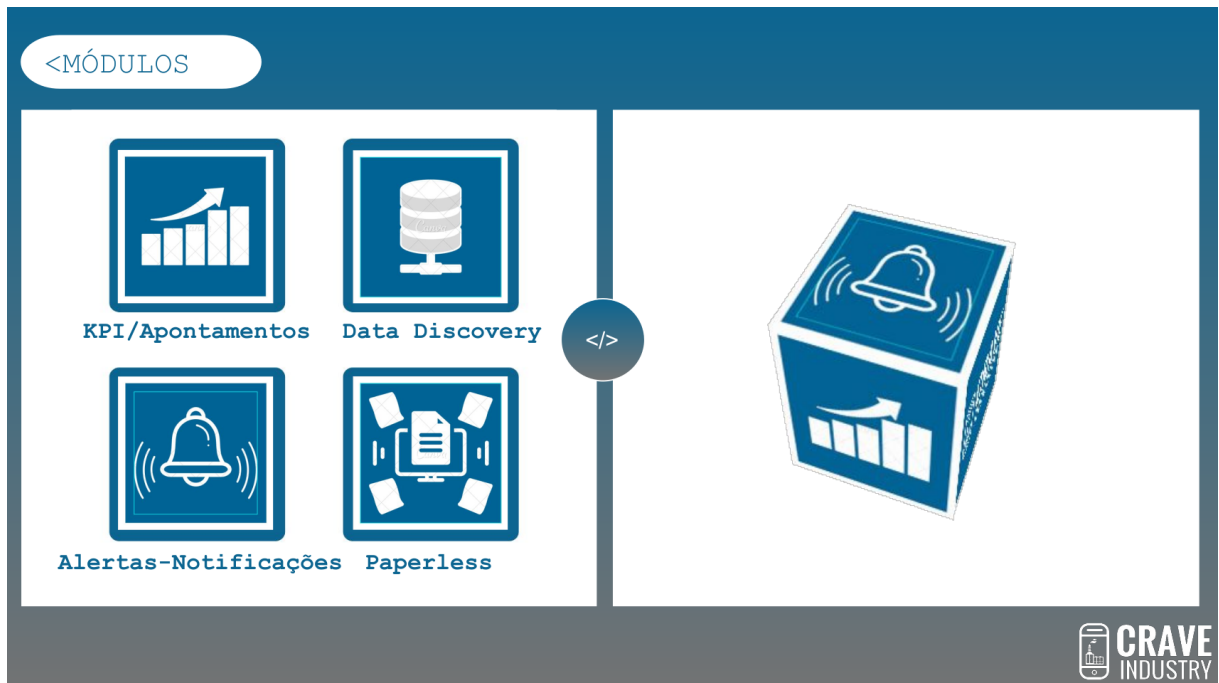 <MÓDULOS
KPI/Apontamentos
Data Discovery
</>
Alertas-Notificações
Paperless
CRAVE
INDUSTRY